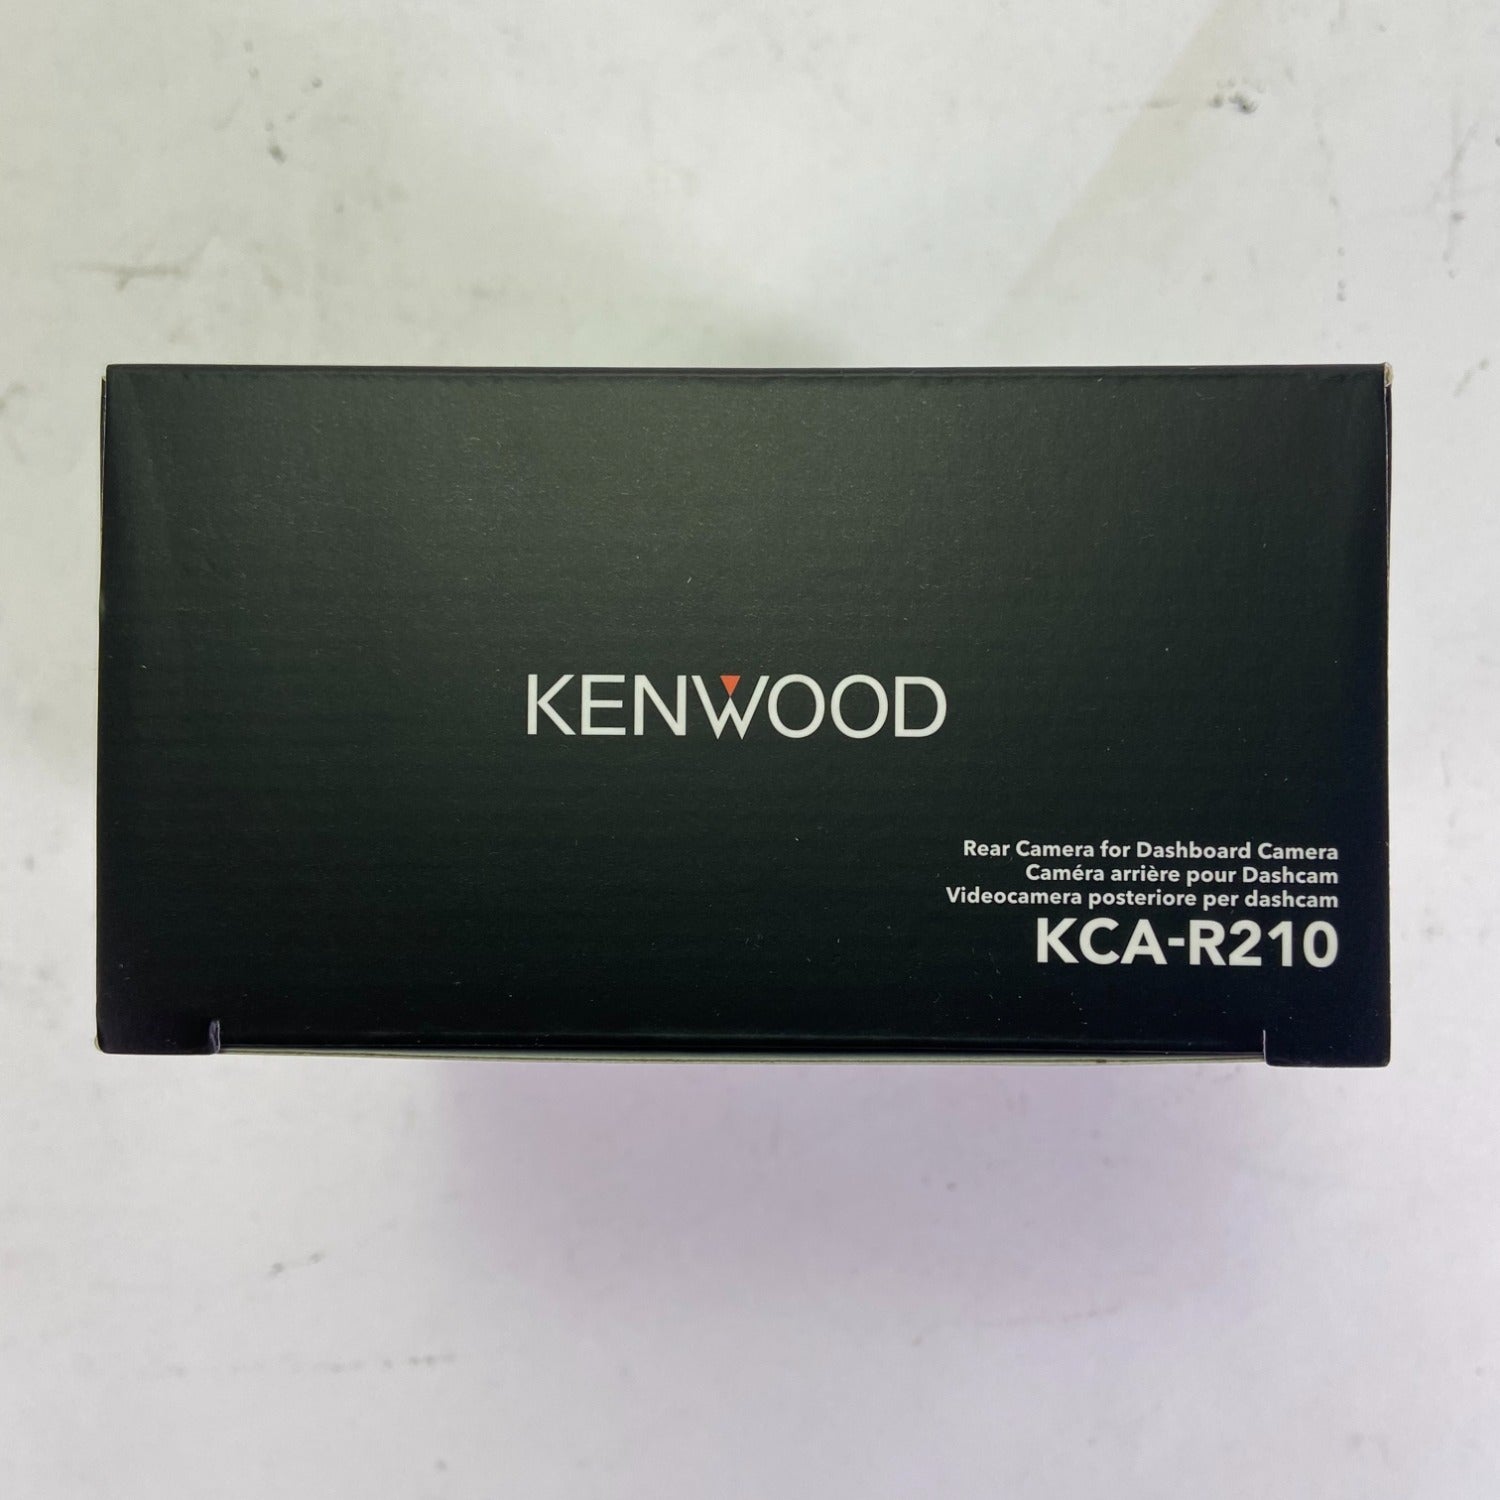 KENWOOD
Rear Camera for Dashboard Camera
Caméra arrière pour Dashcam
Videocamera posteriore per dashcam
KCA-R210